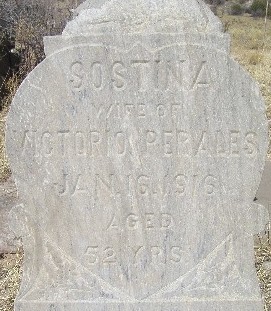 SOSTINA
WIFE OF
VICTORIO PERALES
JAN. 16. 1916.
AGED
52 YRS